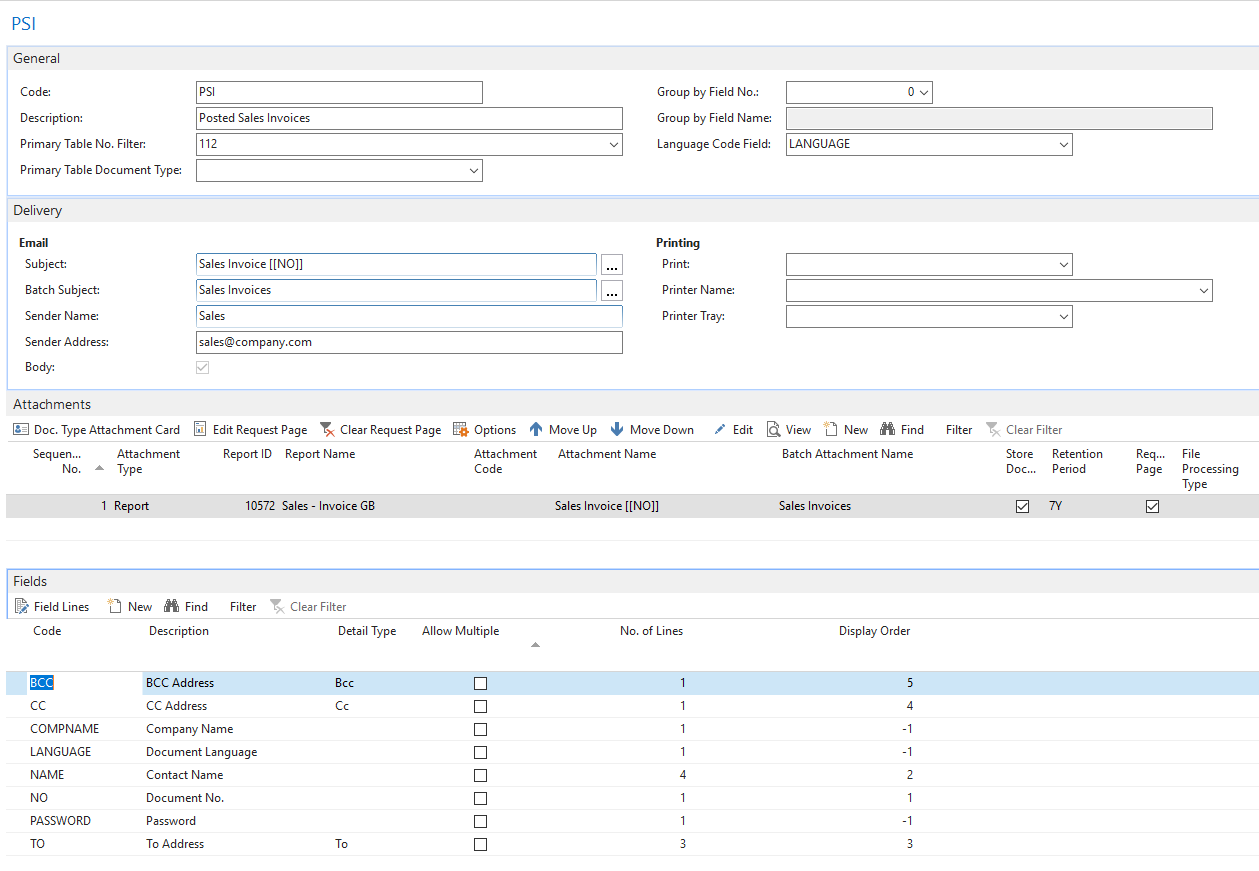 PSI
General
Code: PSI Group by Field No.: 0
Description: Posted Sales Invoices Group by Field Name:
Primary Table No. Filter: 112 Language Code Field: LANGUAGE
Primary Table Document Type:
Delivery
Email Printing
Subject: Sales Invoice [[NO]] ... Print:
Batch Subject: Sales Invoices ... Printer Name:
Sender Name: Sales Printer Tray:
Sender Address: sales@company.com
Body:
Attachments
Doc. Type Attachment Card Edit Request Page Clear Request Page Options Move Up Move Down Edit View New Find Filter Clear Filter
Sequen... Attachment Report ID Report Name Attachment Attachment Name Batch Attachment Name Store Retention Req... File
No. Type Code Doc... Period Page Processing
Type
1 Report 10572 Sales - Invoice GB Sales Invoice [[NO]] Sales Invoices 7Y
Fields
Field Lines New Find Filter Clear Filter
Code Description Detail Type Allow Multiple No. of Lines Display Order
BCC BCC Address Bcc 1 5
CC CC Address Cc 1 4
COMPNAME Company Name 1 -1
LANGUAGE Document Language 1 -1
NAME Contact Name 4 2
NO Document No. 1 1
PASSWORD Password 1 -1
TO To Address To 3 3